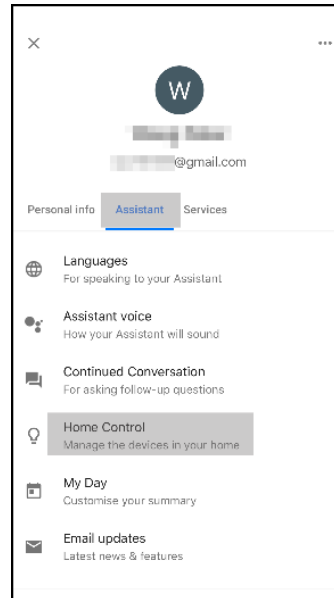 W
@gmail.com
Personal info Assistant Services
Languages
For speaking to your Assistant
Assistant voice
How your Assistant will sound
Continued Conversation
For asking follow-up questions
Home Control
Manage the devices in your home
My Day
Customise your summary
Email updates
Latest news & features